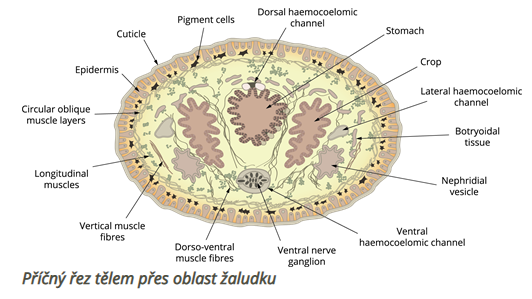 Dorsal haemocoelomic
channel
Pigment cells
Stomach
Cuticle
Crop
Epidermis
Lateral haemocoelomic
channel
Circular oblique
muscle layers
Botryoidal
tissue
Longitudinal
muscles
Nephridial
vesicle
Vertical muscle
fibres
Ventral
haemocoelomic channel
Dorso-ventral
muscle fibres
Ventral nerve
ganglion
Příčný řez tělem přes oblast žaludku